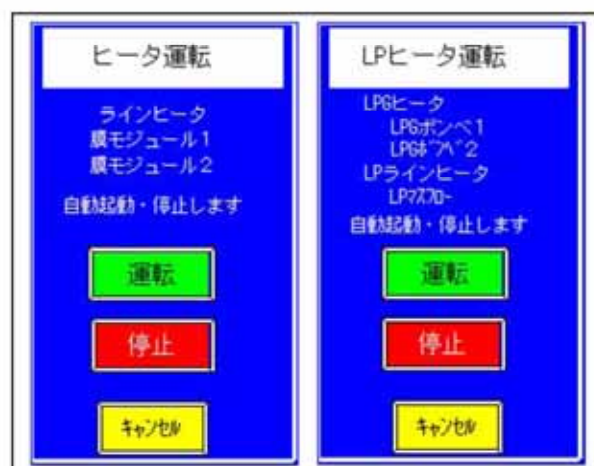 ヒータ運転
ラインヒータ
膜モジュール1
膜モジュール2
自動起動・停止します
運転
停止
キャンセル
LPヒータ運転
LPGヒータ
LPGボンベ1
LPGボンベ2
LPラインヒータ
LPマスフロー
自動起動・停止します
運転
停止
キャンセル